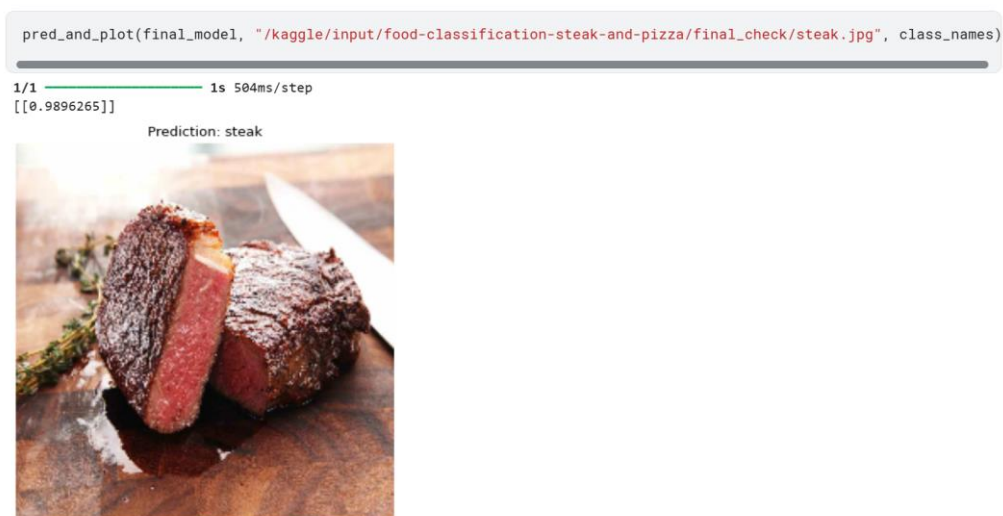 pred_and_plot(final_model, "/kaggle/input/food-classification-steak-and-pizza/final_check/steak.jpg", class_names)
1/1 1s 504ms/step
[[0.9896265]]
Prediction: steak